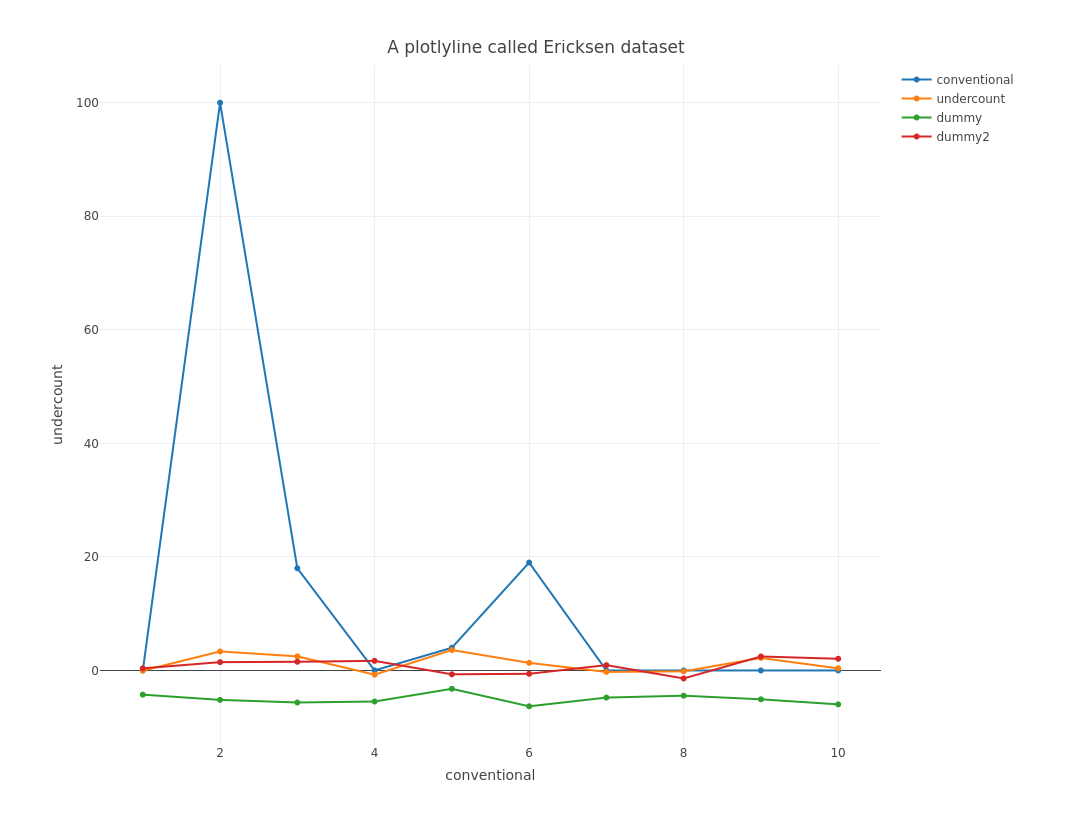 A plotlyline called Ericksen dataset
conventional
undercount
dummy
dummy2
100
80
60
40
20
0
undercount
2
4
6
8
10
conventional